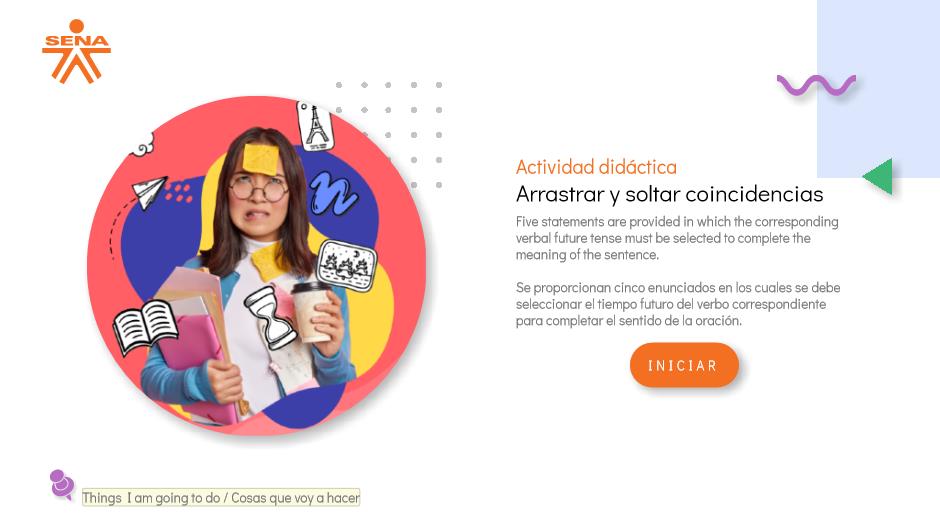 SENA
Actividad didáctica
Arrastrar y soltar coincidencias
Five statements are provided in which the corresponding
verbal future tense must be selected to complete the
meaning of the sentence.
Se proporcionan cinco enunciados en los cuales se debe
seleccionar el tiempo futuro del verbo correspondiente
para completar el sentido de la oración.
INICIAR
Things I am going to do / Cosas que voy a hacer